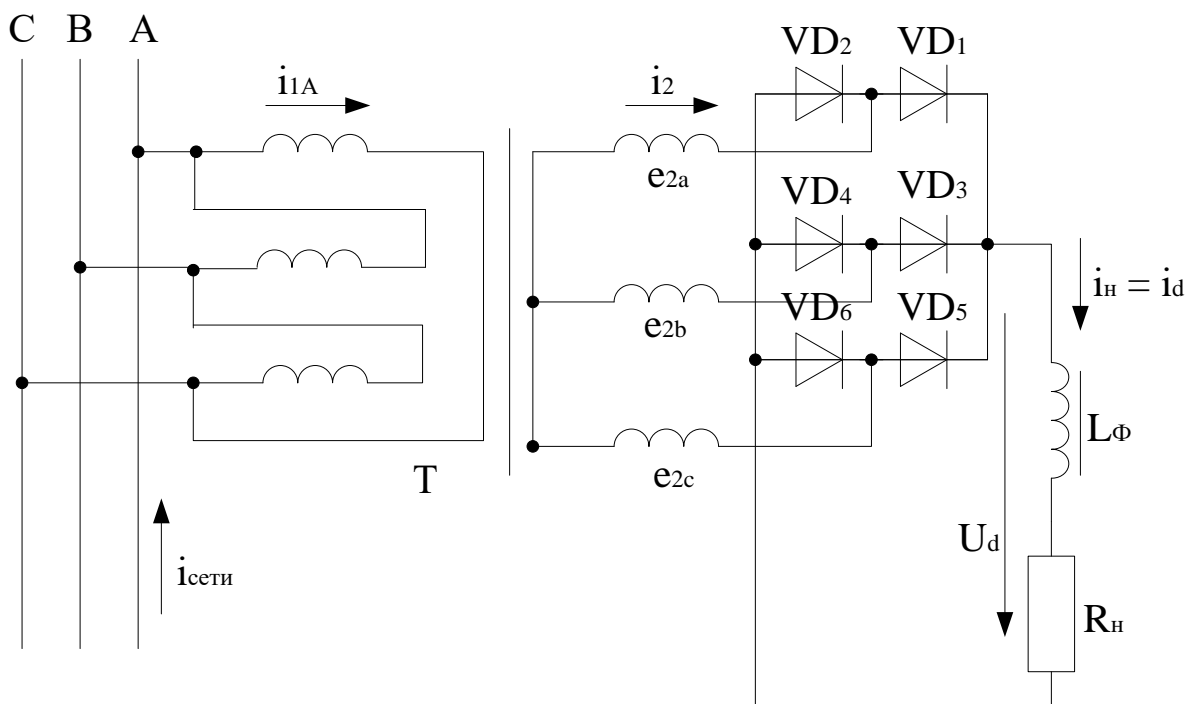 C B A
VD2 VD1
i1A
i2
e2a
VD4 VD3
iн = id
e2b
VD6 VD5
LФ
T
e2c
Ud
iсети
Rн